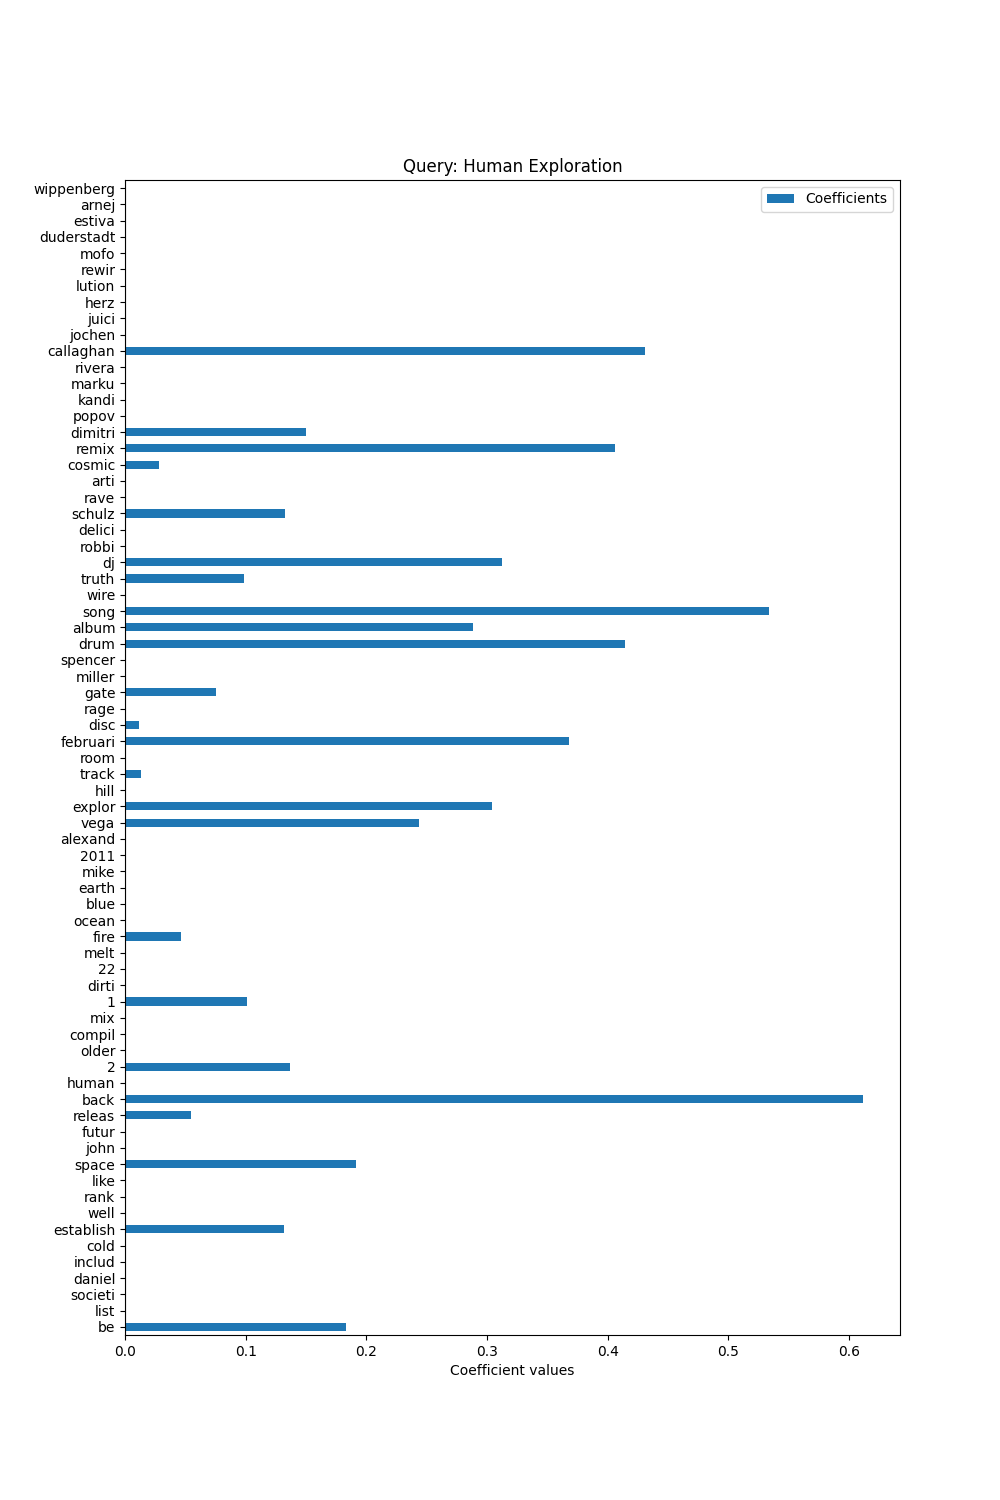 Query: Human Exploration
Coefficients
wippenberg
arnej
estiva
duderstadt
mofo
rewir
lution
herz
juici
jochen
callaghan
rivera
marku
kandi
popov
dimitri
remix
cosmic
arti
rave
schulz
delici
robbi
dj
truth
wire
song
album
drum
spencer
miller
gate
rage
disc
februari
room
track
hill
explor
vega
alexand
2011
mike
earth
blue
ocean
fire
melt
22
dirti
1
mix
compil
older
2
human
back
releas
futur
john
space
like
rank
well
establish
cold
includ
daniel
societi
list
be
0.0 0.1 0.2 0.3 0.4 0.5 0.6
Coefficient values